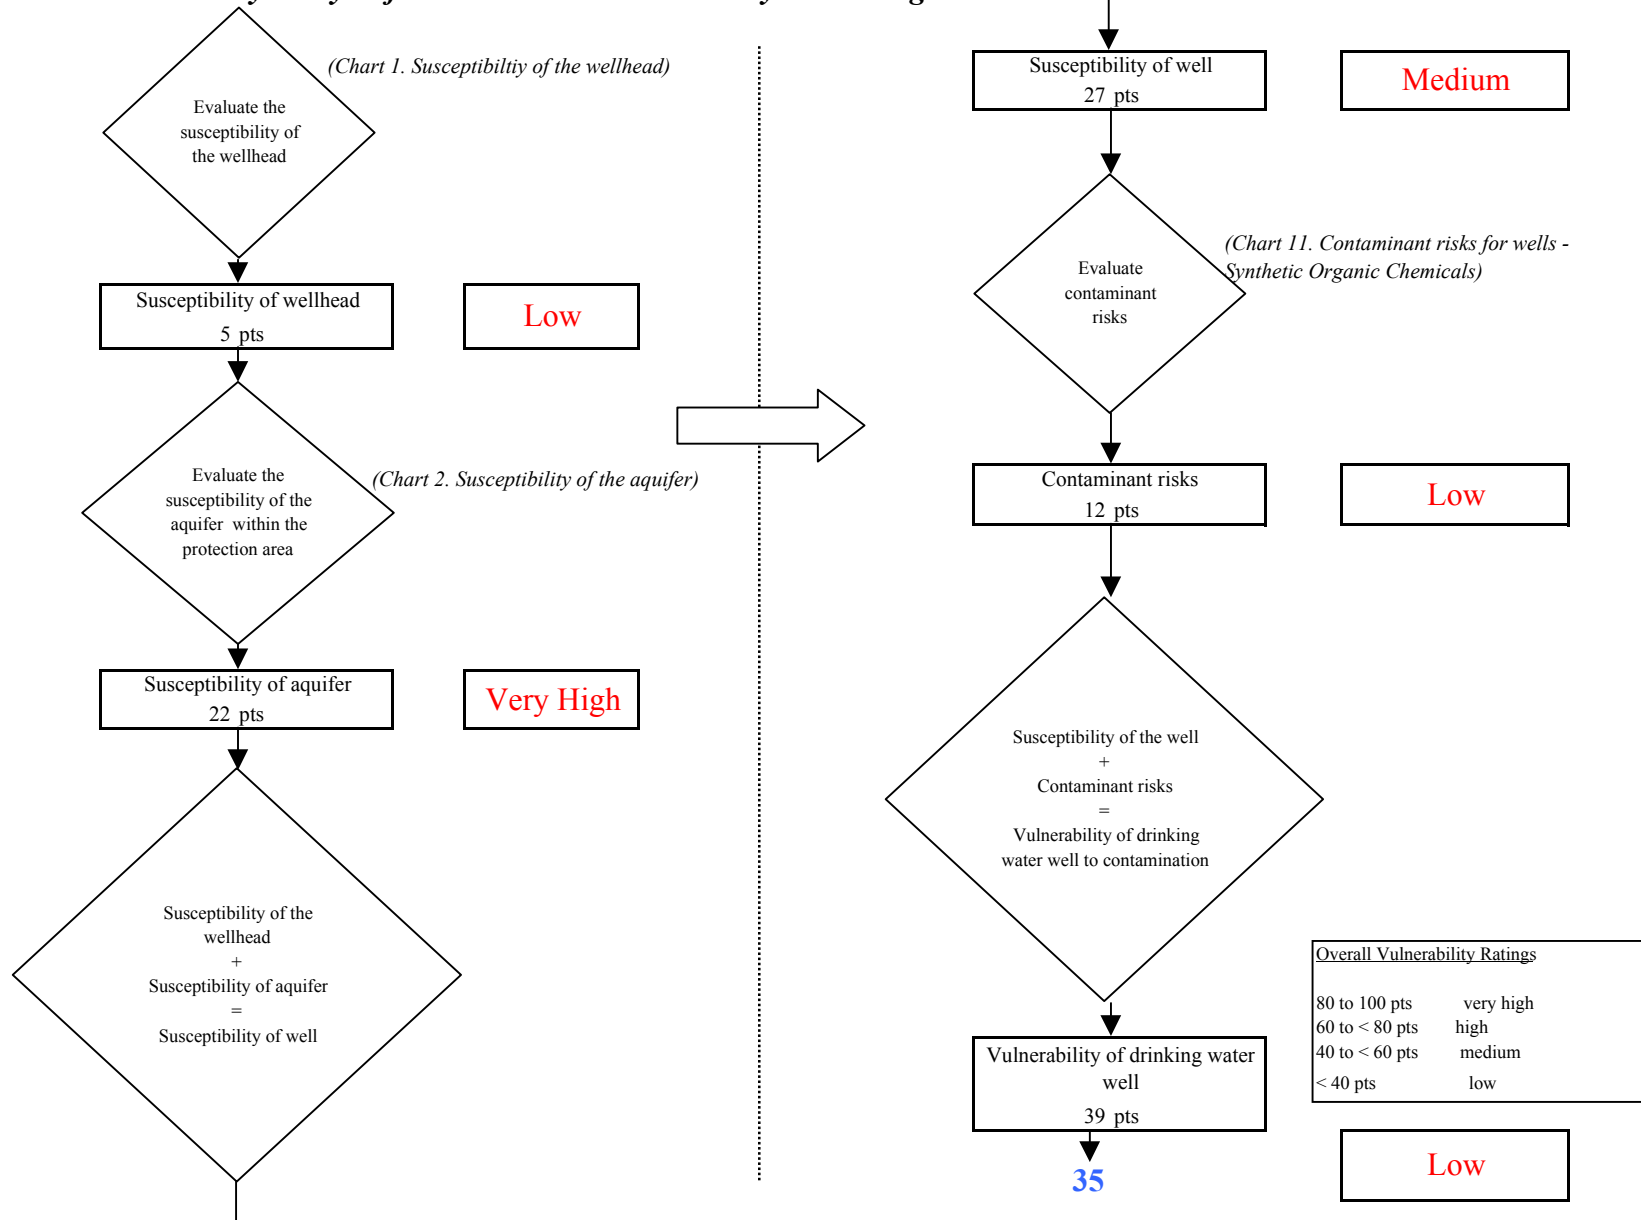 (Chart 1. Susceptibiltiy of the wellhead)
Evaluate the
susceptibility of
the wellhead
Susceptibility of wellhead
5 pts
Low
Evaluate the
susceptibility of the
aquifer within the
protection area
(Chart 2. Susceptibility of the aquifer)
Susceptibility of aquifer
22 pts
Very High
Susceptibility of the
wellhead
+
Susceptibility of aquifer
=
Susceptibility of well
Susceptibility of well
27 pts
Medium
(Chart 11. Contaminant risks for wells -
Synthetic Organic Chemicals)
Evaluate
contaminant
risks
Contaminant risks
12 pts
Low
Susceptibility of the well
+
Contaminant risks
=
Vulnerability of drinking
water well to contamination
Overall Vulnerability Ratings
80 to 100 pts very high
60 to < 80 pts high
40 to < 60 pts medium
< 40 pts low
Vulnerability of drinking water
well
39 pts
35
Low